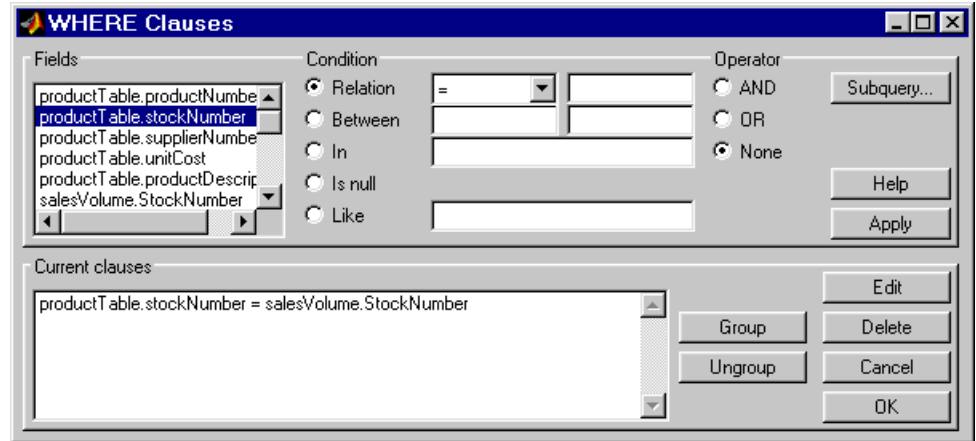 WHERE Clauses
Fields
Condition
Operator
productTable.productNumbe
productTable.stockNumber
productTable.supplierNumbe
productTable.unitCost
productTable.productDescrip
salesVolume.StockNumber
Relation =
Between
In
Is null
Like
AND
OR
None
Subquery...
Help
Apply
Current clauses
productTable.stockNumber = salesVolume.StockNumber
Group
Ungroup
Edit
Delete
Cancel
OK